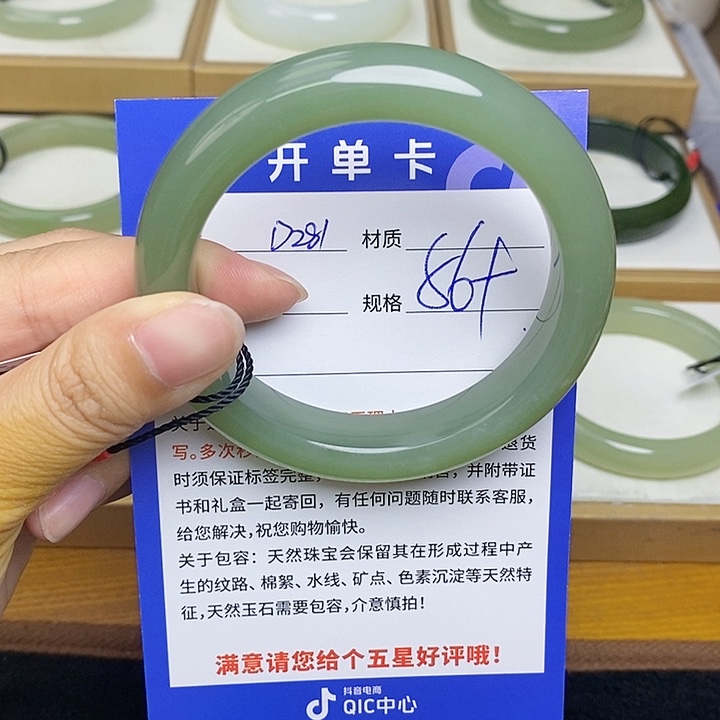 开单卡
D281 材质
规格
关于
写。多次
退货
时须保证标签完整，
，并附带证
书和礼盒一起寄回，有任何问题随时联系客服，
给您解决，祝您购物愉快。
关于包容：天然珠宝会保留其在形成过程中产
生的纹路、棉絮、水线、矿点、色素沉淀等天然特
征，天然玉石需要包容，介意慎拍！
满意请您给个五星好评哦！
抖音电商
QIC中心